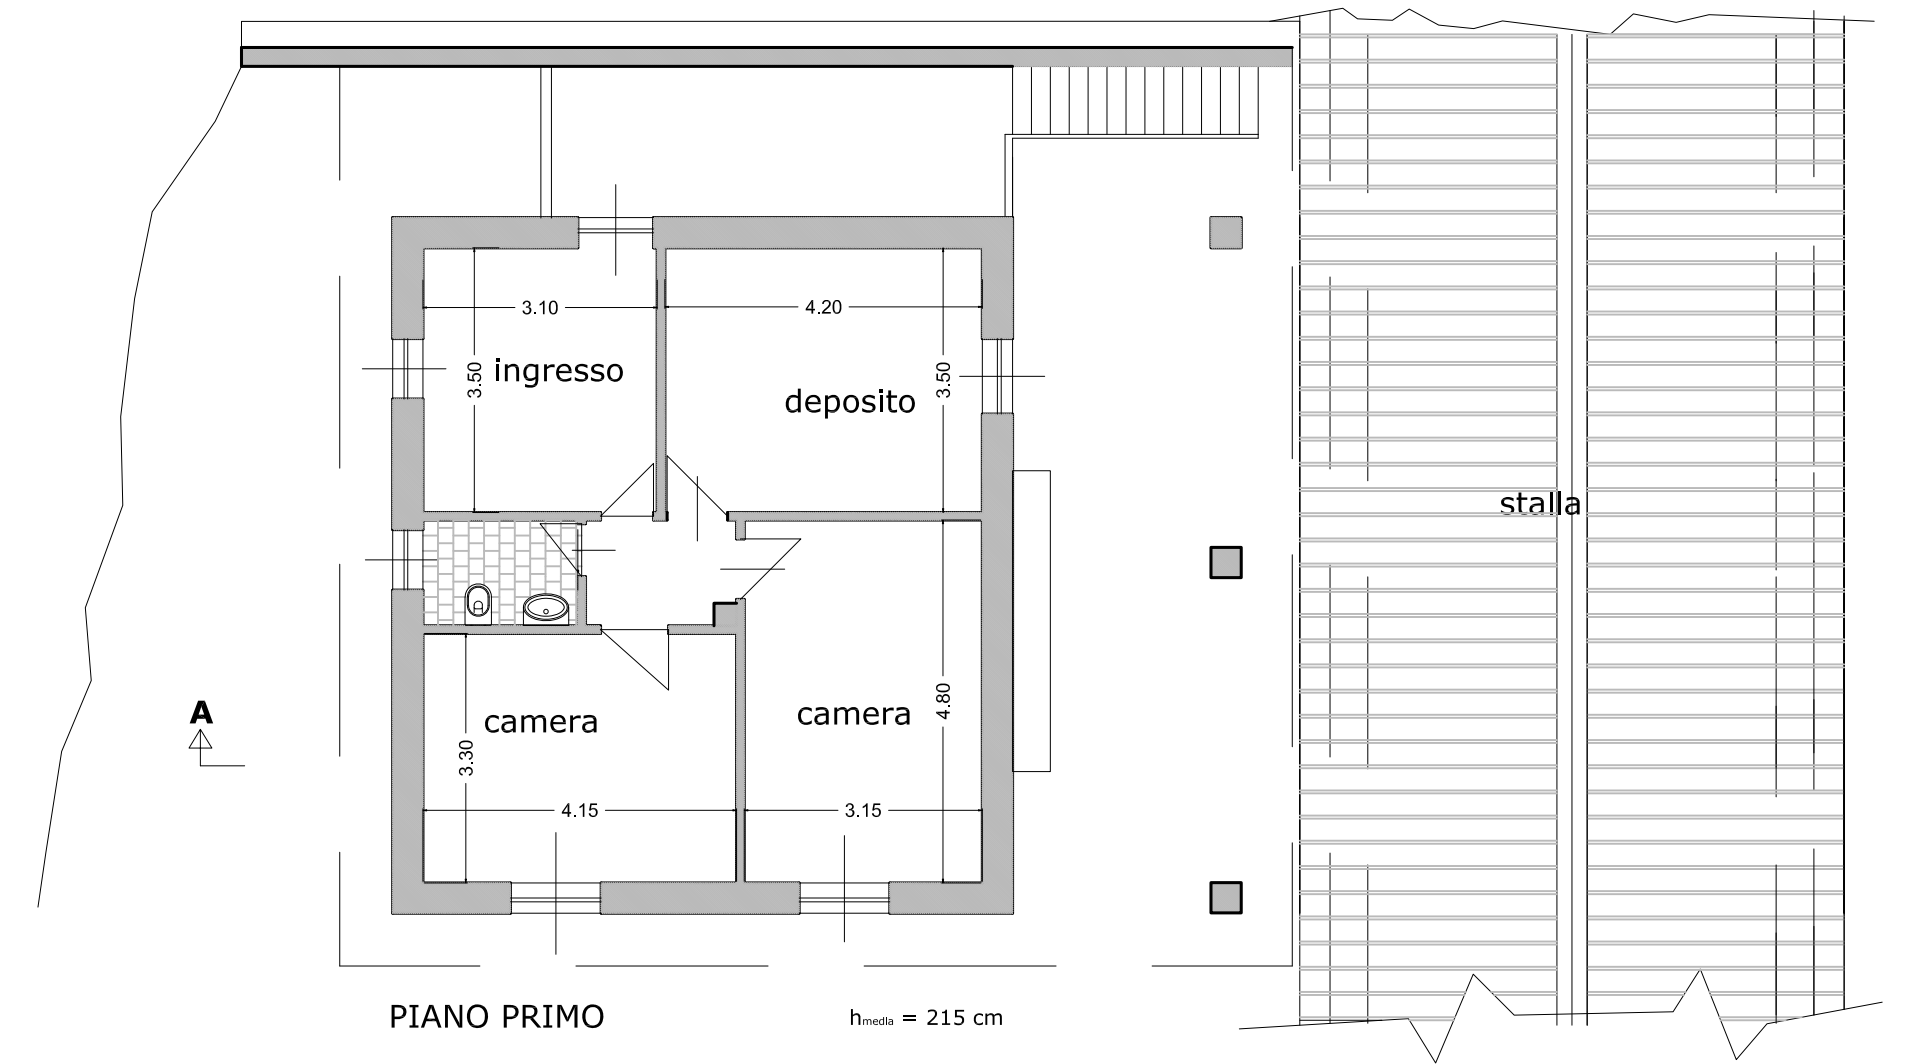 3.10
4.20
3.50
ingresso
3.50
deposito
stalla
A
camera
4.80
camera
3.30
4.15
3.15
PIANO PRIMO
hmedia = 215 cm